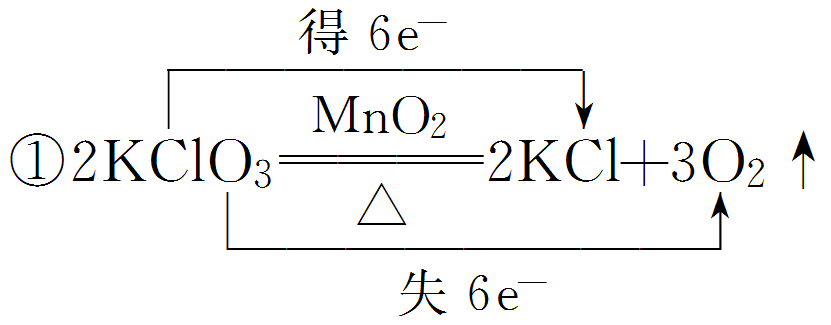 得 6e⁻
MnO₂
①2KClO₃══2KCl+3O₂↑
△
失 6e⁻